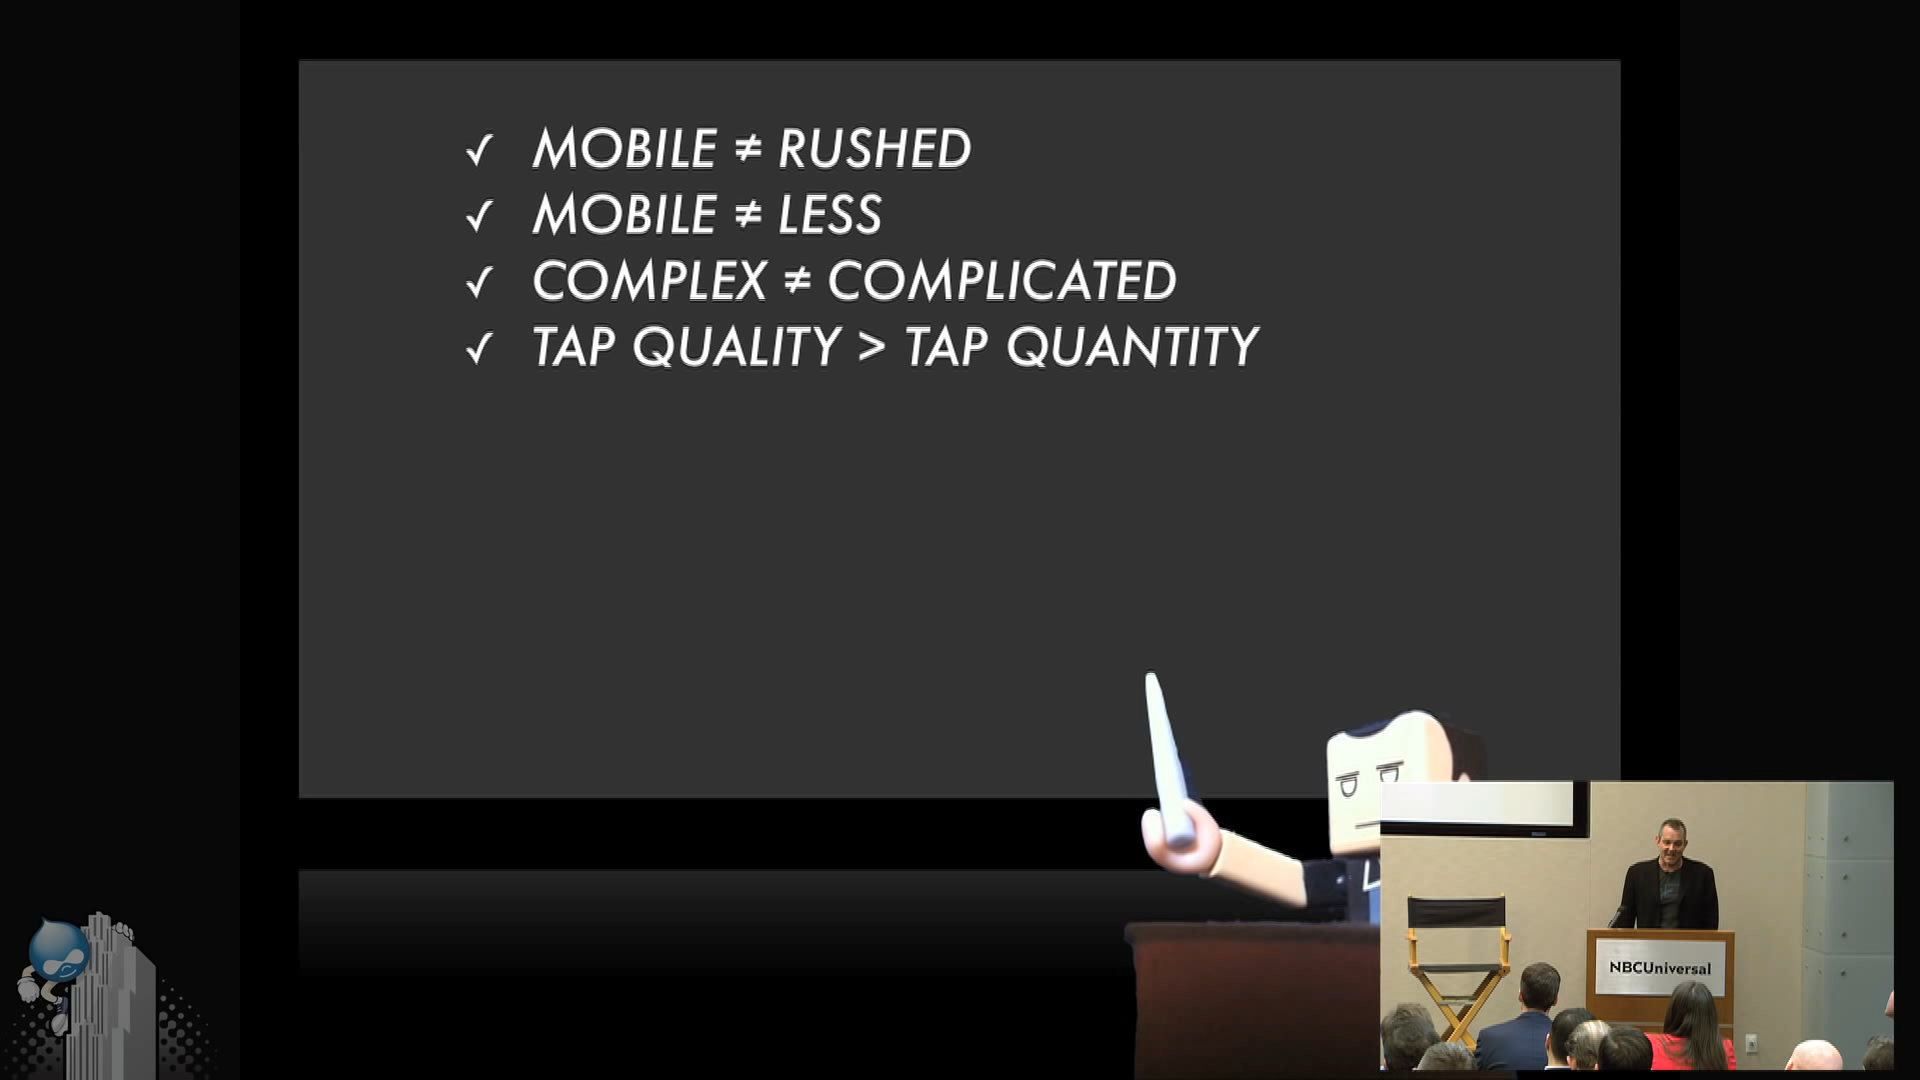 ✓ MOBILE ≠ RUSHED
✓ MOBILE ≠ LESS
✓ COMPLEX ≠ COMPLICATED
✓ TAP QUALITY > TAP QUANTITY
NBCUniversal